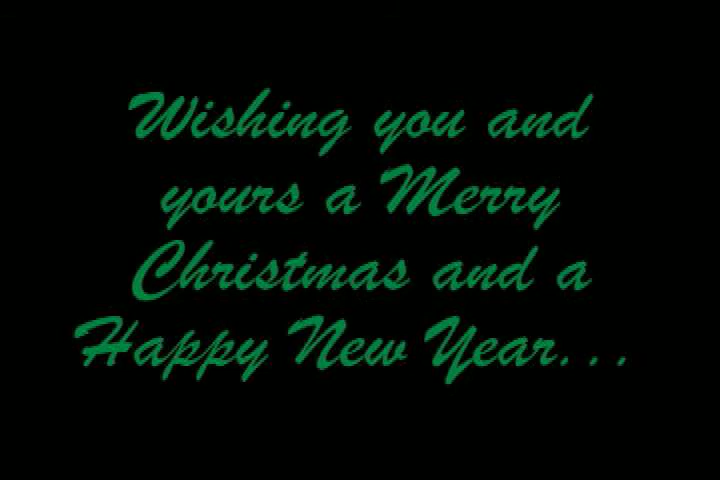 Wishing you and
yours a Merry
Christmas and a
Happy New Year...